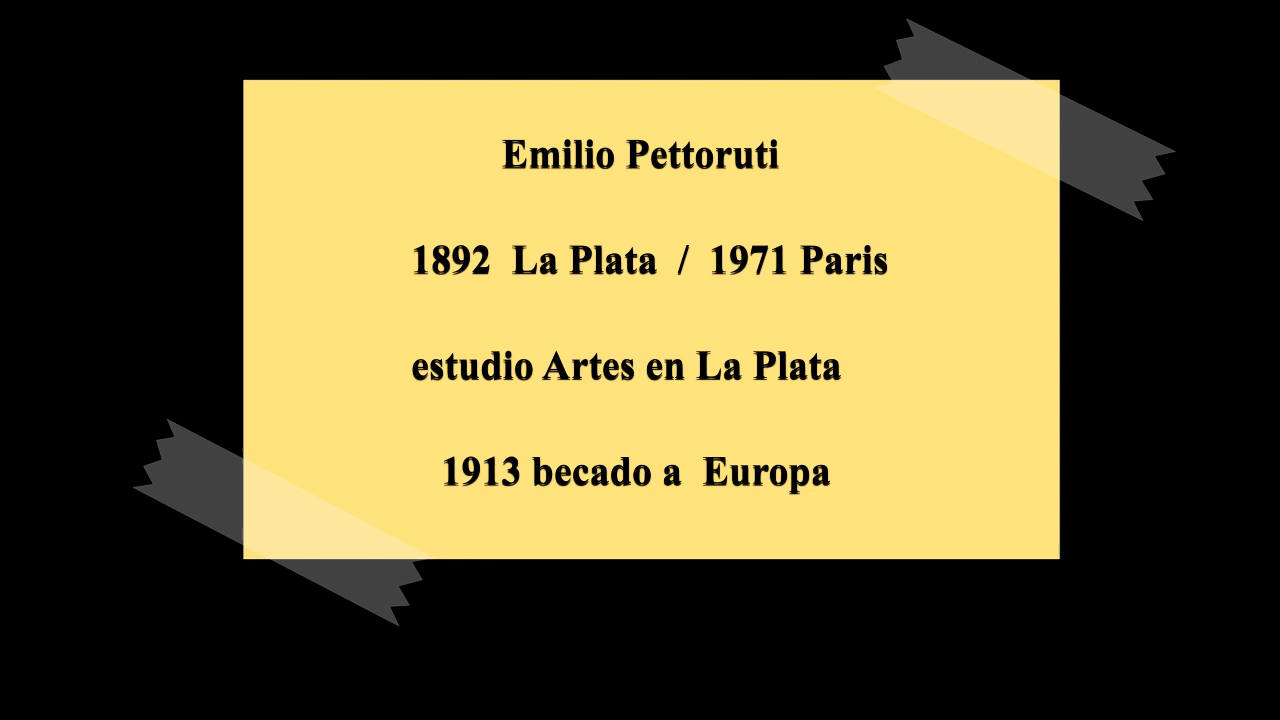 Emilio Pettoruti
1892 La Plata / 1971 Paris
estudio Artes en La Plata
1913 becado a Europa